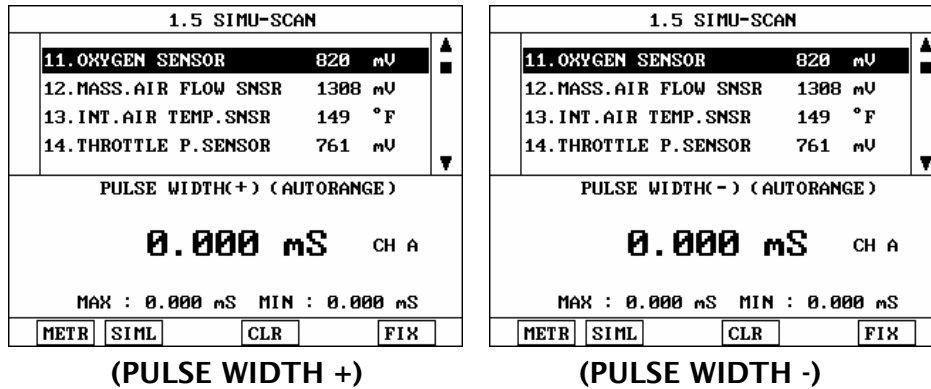 1.5 SIMU-SCAN
11.OXYGEN SENSOR 820 mV
12.MASS.AIR FLOW SNSR 1308 mV
13.INT.AIR TEMP.SNSR 149 °F
14.THROTTLE P.SENSOR 761 mV
PULSE WIDTH(+) (AUTORANGE)
0.000 mS CH A
MAX : 0.000 mS MIN : 0.000 mS
METR SIML CLR FIX
(PULSE WIDTH +)
1.5 SIMU-SCAN
11.OXYGEN SENSOR 820 mV
12.MASS.AIR FLOW SNSR 1308 mV
13.INT.AIR TEMP.SNSR 149 °F
14.THROTTLE P.SENSOR 761 mV
PULSE WIDTH(-) (AUTORANGE)
0.000 mS CH A
MAX : 0.000 mS MIN : 0.000 mS
METR SIML CLR FIX
(PULSE WIDTH -)